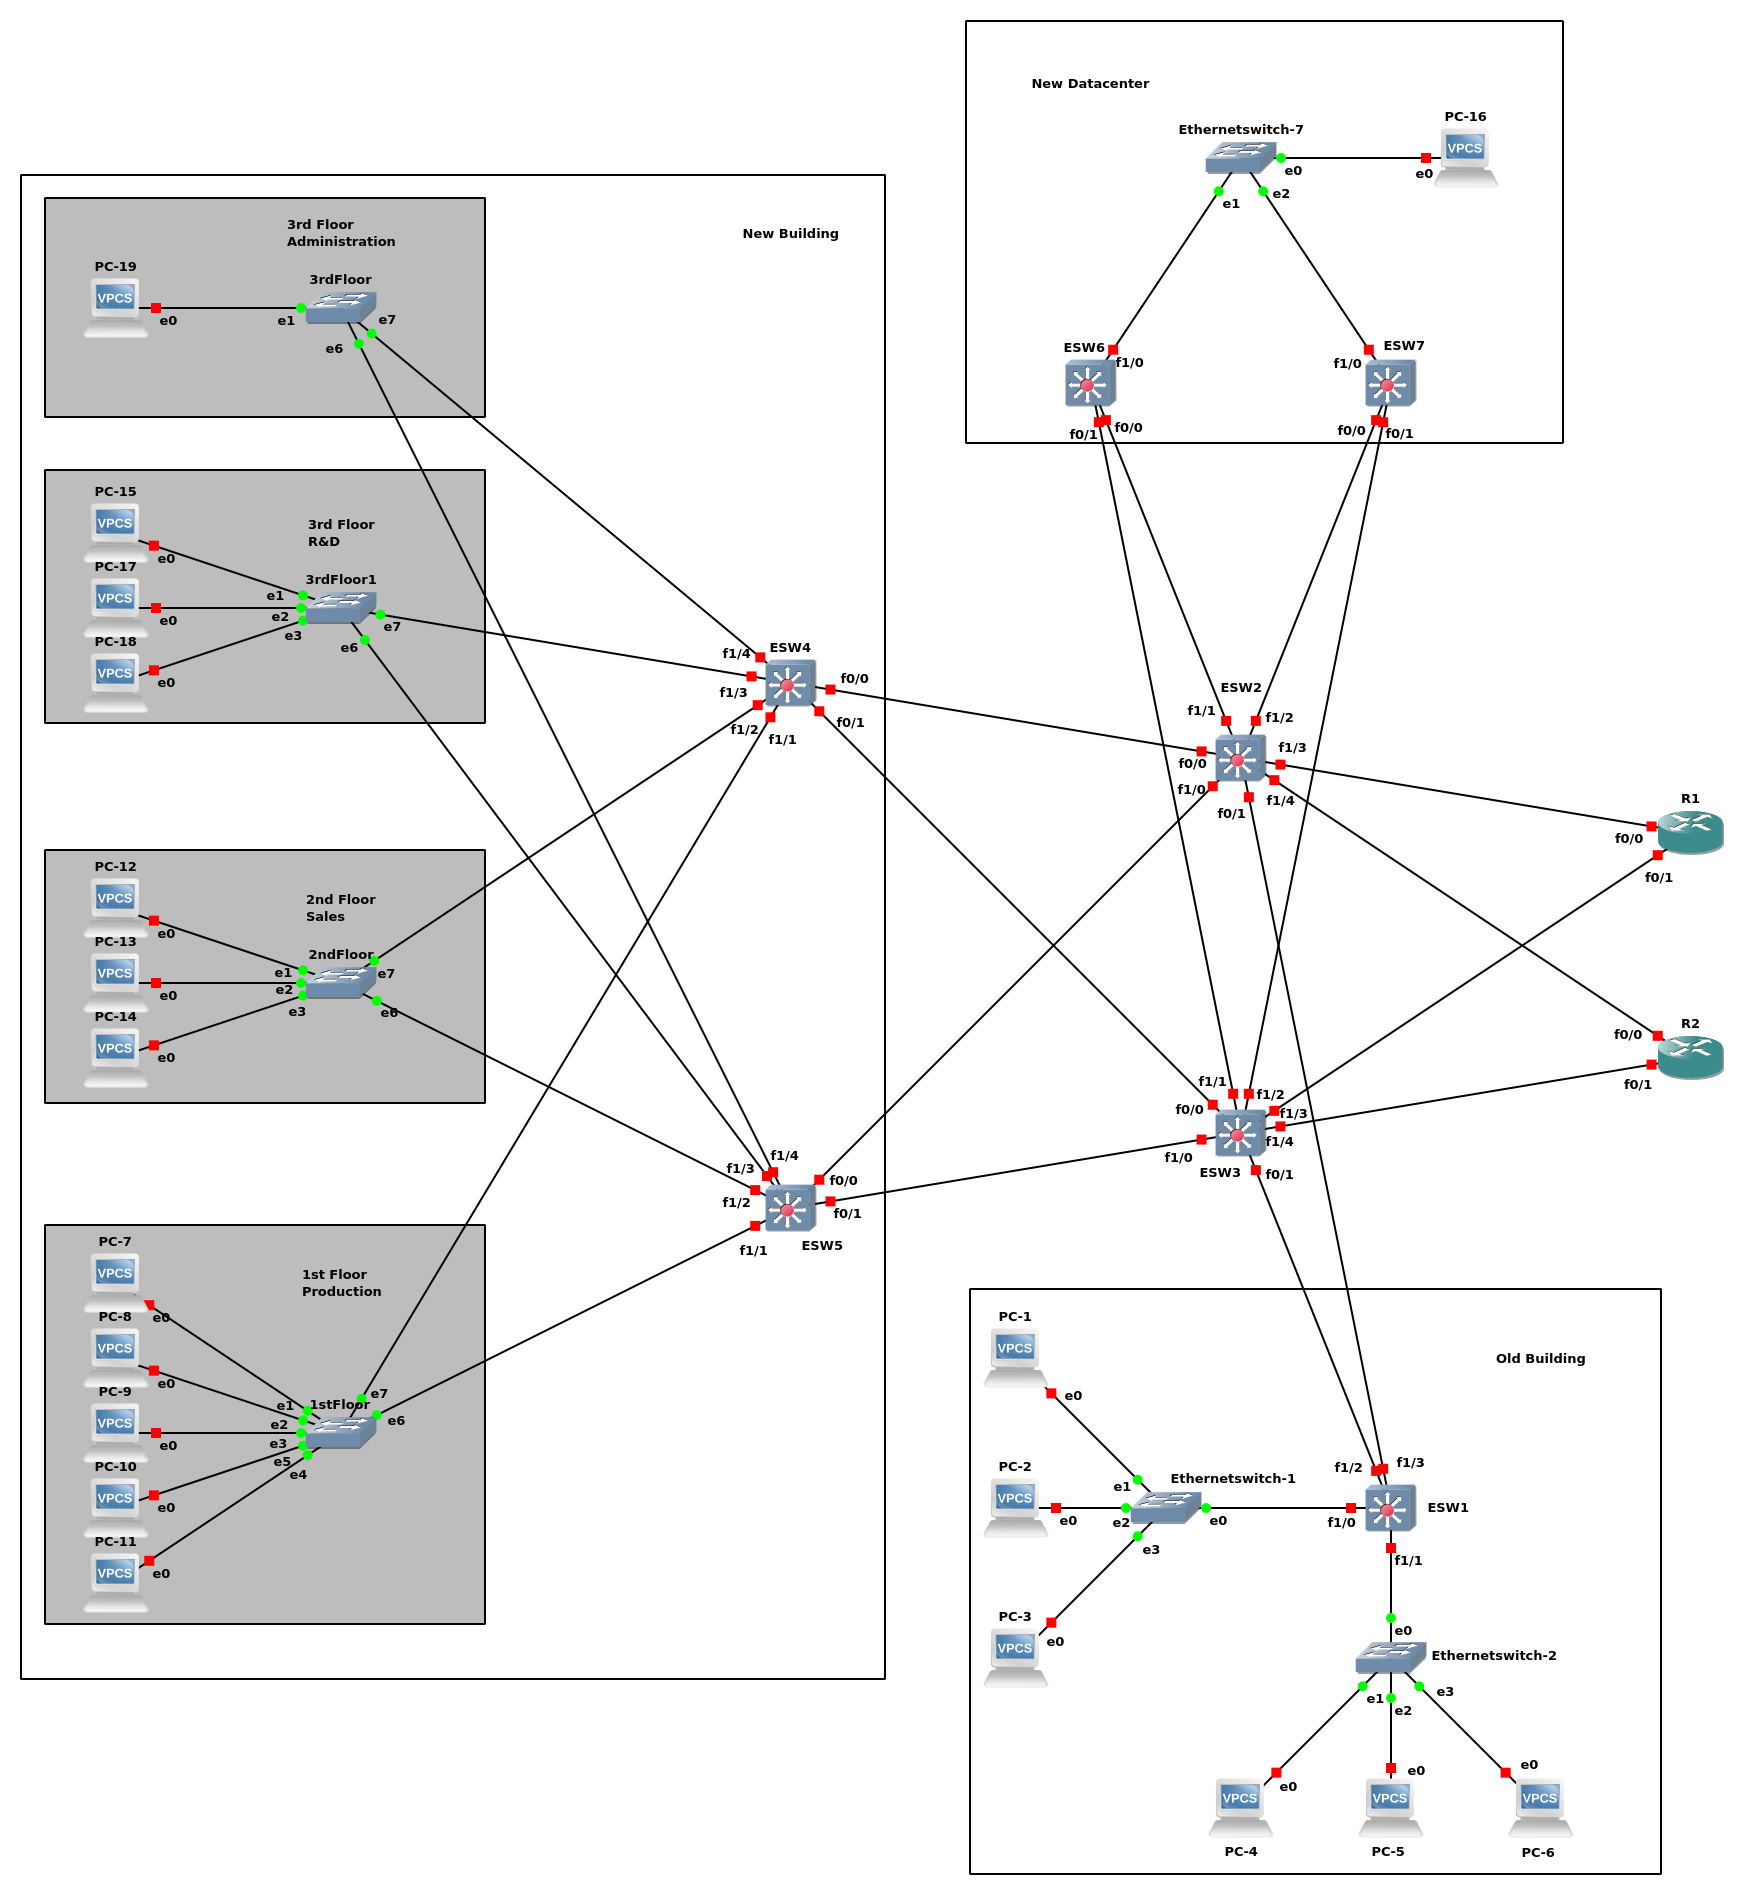 New Datacenter
PC-16
VPCS
Ethernetswitch-7
e0
e0
e1
e2
ESW6
f1/0
f0/1
f0/0
ESW7
f1/0
f0/0
f0/1
New Building
3rd Floor
Administration
PC-19
VPCS
e0
3rdFloor
e1
e7
e6
3rd Floor
R&D
PC-15
VPCS
e0
PC-17
VPCS
e0
PC-18
VPCS
e0
3rdFloor1
e1
e2
e3
e7
e6
2nd Floor
Sales
PC-12
VPCS
e0
PC-13
VPCS
e0
PC-14
VPCS
e0
2ndFloor
e1
e2
e3
e7
e6
1st Floor
Production
PC-7
VPCS
e0
PC-8
VPCS
e0
PC-9
VPCS
e0
PC-10
VPCS
e0
PC-11
VPCS
e0
1stFloor
e1
e2
e3
e5
e4
e7
e6
ESW4
f1/4
f1/3
f1/2
f1/1
f0/0
f0/1
ESW5
f1/4
f1/3
f1/2
f1/1
f0/0
f0/1
ESW2
f1/1
f1/2
f1/3
f0/0
f1/0
f0/1
f1/4
R1
f0/0
f0/1
R2
f0/0
f0/1
ESW3
f1/1
f1/2
f0/0
f1/3
f1/4
f1/0
f0/1
Old Building
PC-1
VPCS
e0
PC-2
VPCS
e0
PC-3
VPCS
e0
Ethernetswitch-1
e1
e2
e3
e0
ESW1
f1/2
f1/3
f1/0
f1/1
Ethernetswitch-2
e0
e1
e2
e3
e0
e0
e0
VPCS
VPCS
VPCS
PC-4
PC-5
PC-6